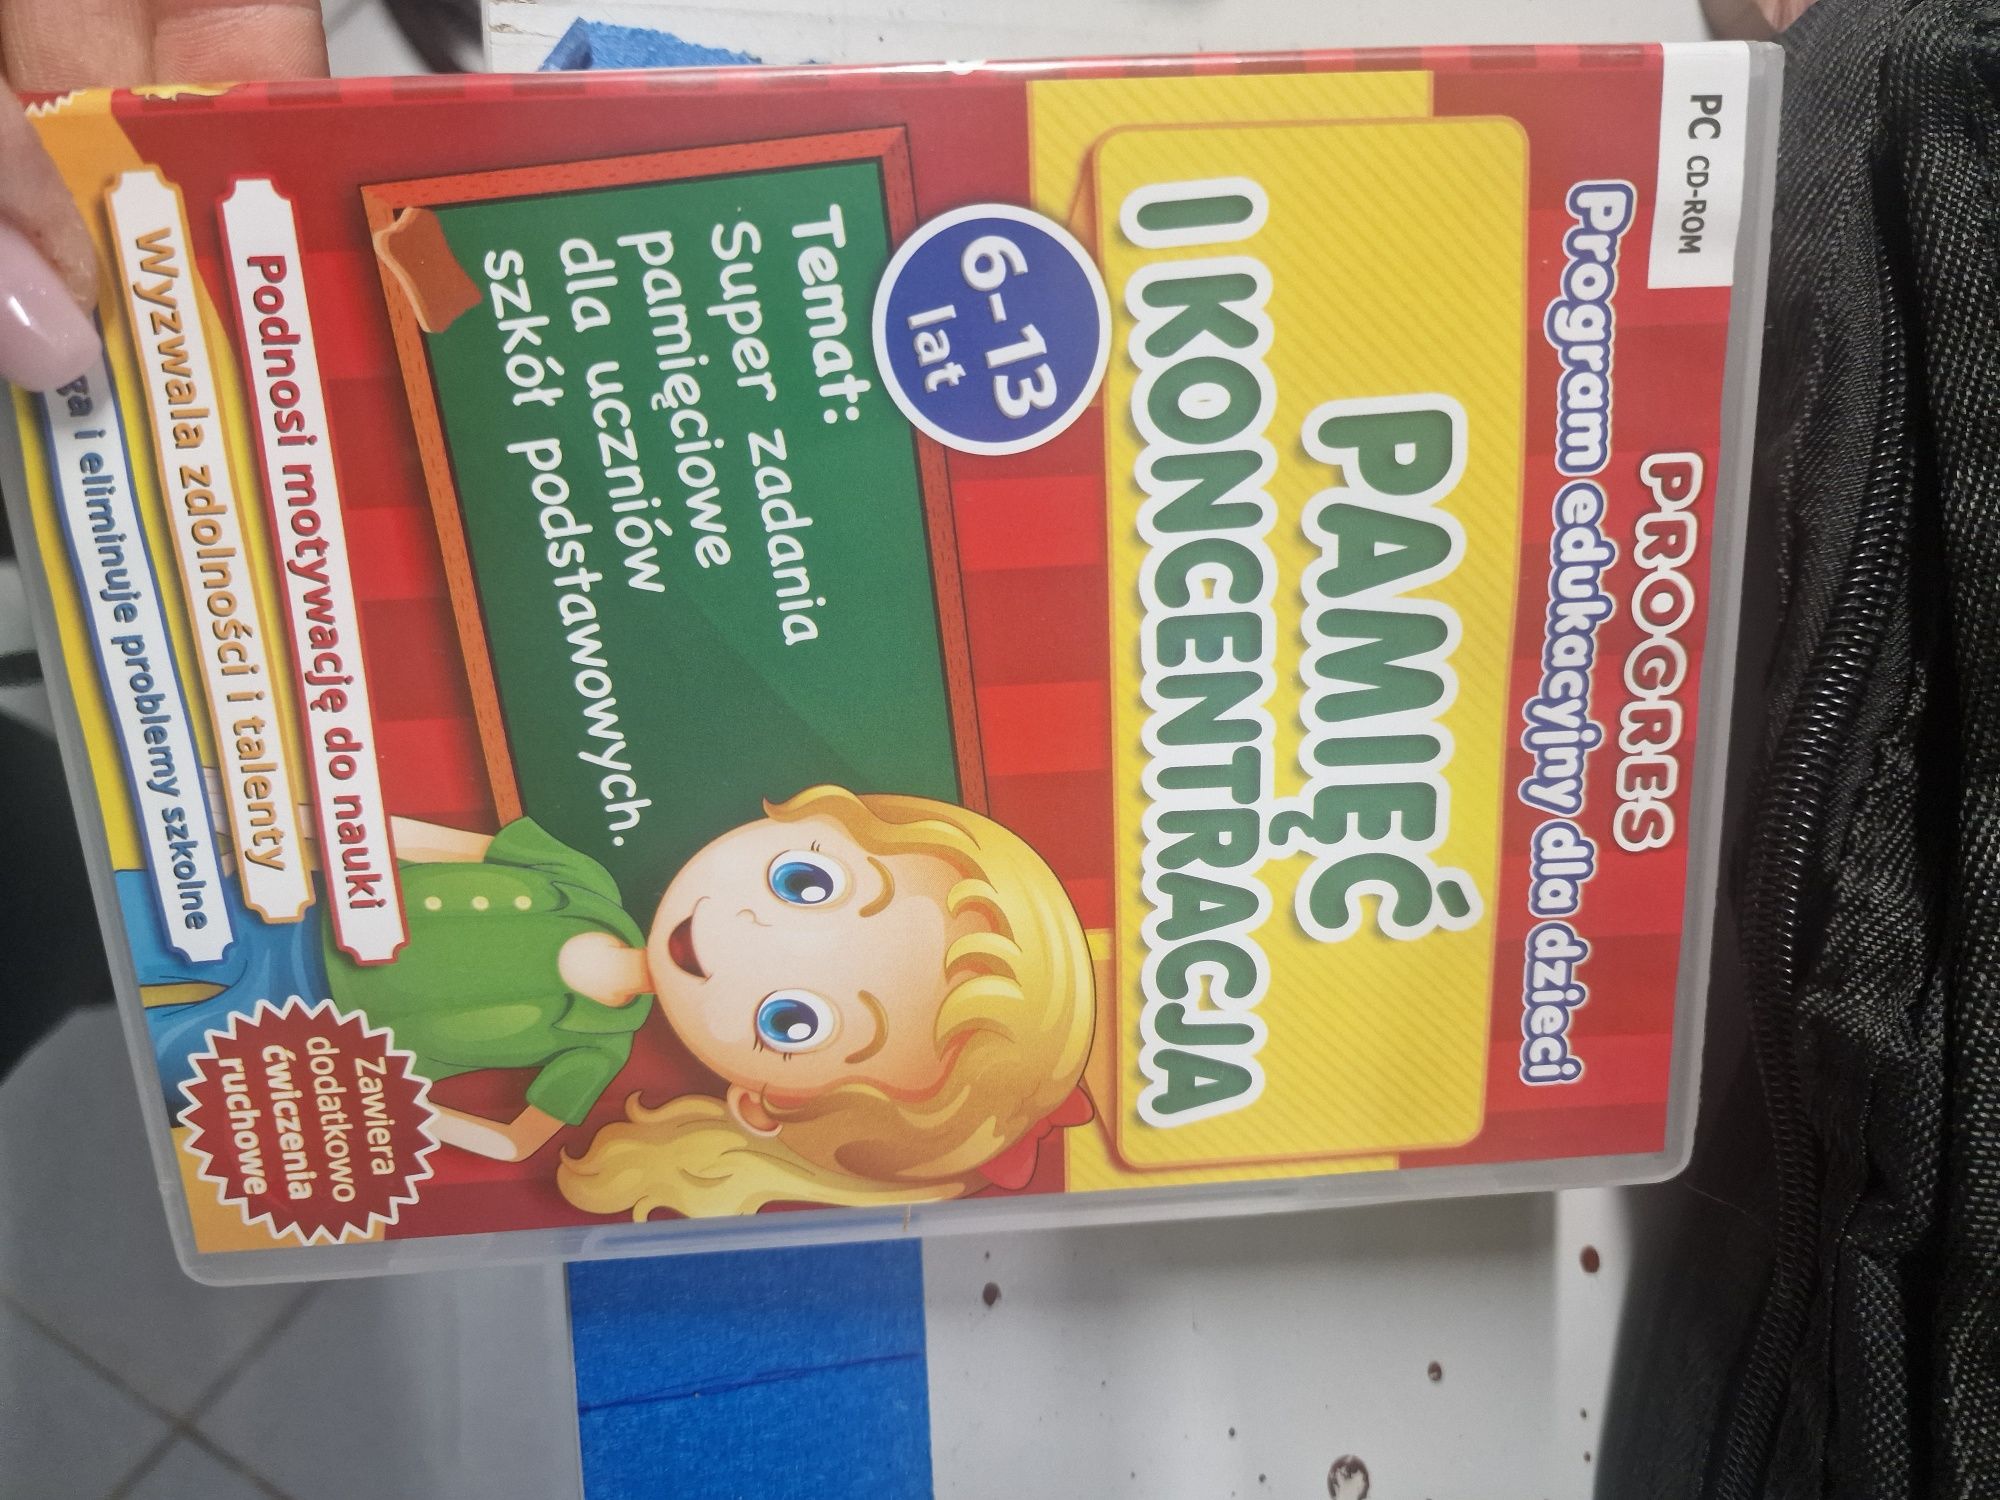 PC CD-ROM
PROGRES
Program edukacyjny dla dzieci
PAMIĘĆ
I KONCENTRACJA
6-13
lat
Temat:
Super zadania
pamięciowe
dla uczniów
szkół podstawowych.
Podnosi motywację do nauki
Wyzwala zdolności i talenty
i eliminuje problemy szkolne
Zawiera
dodatkowo
ćwiczenia
ruchowe